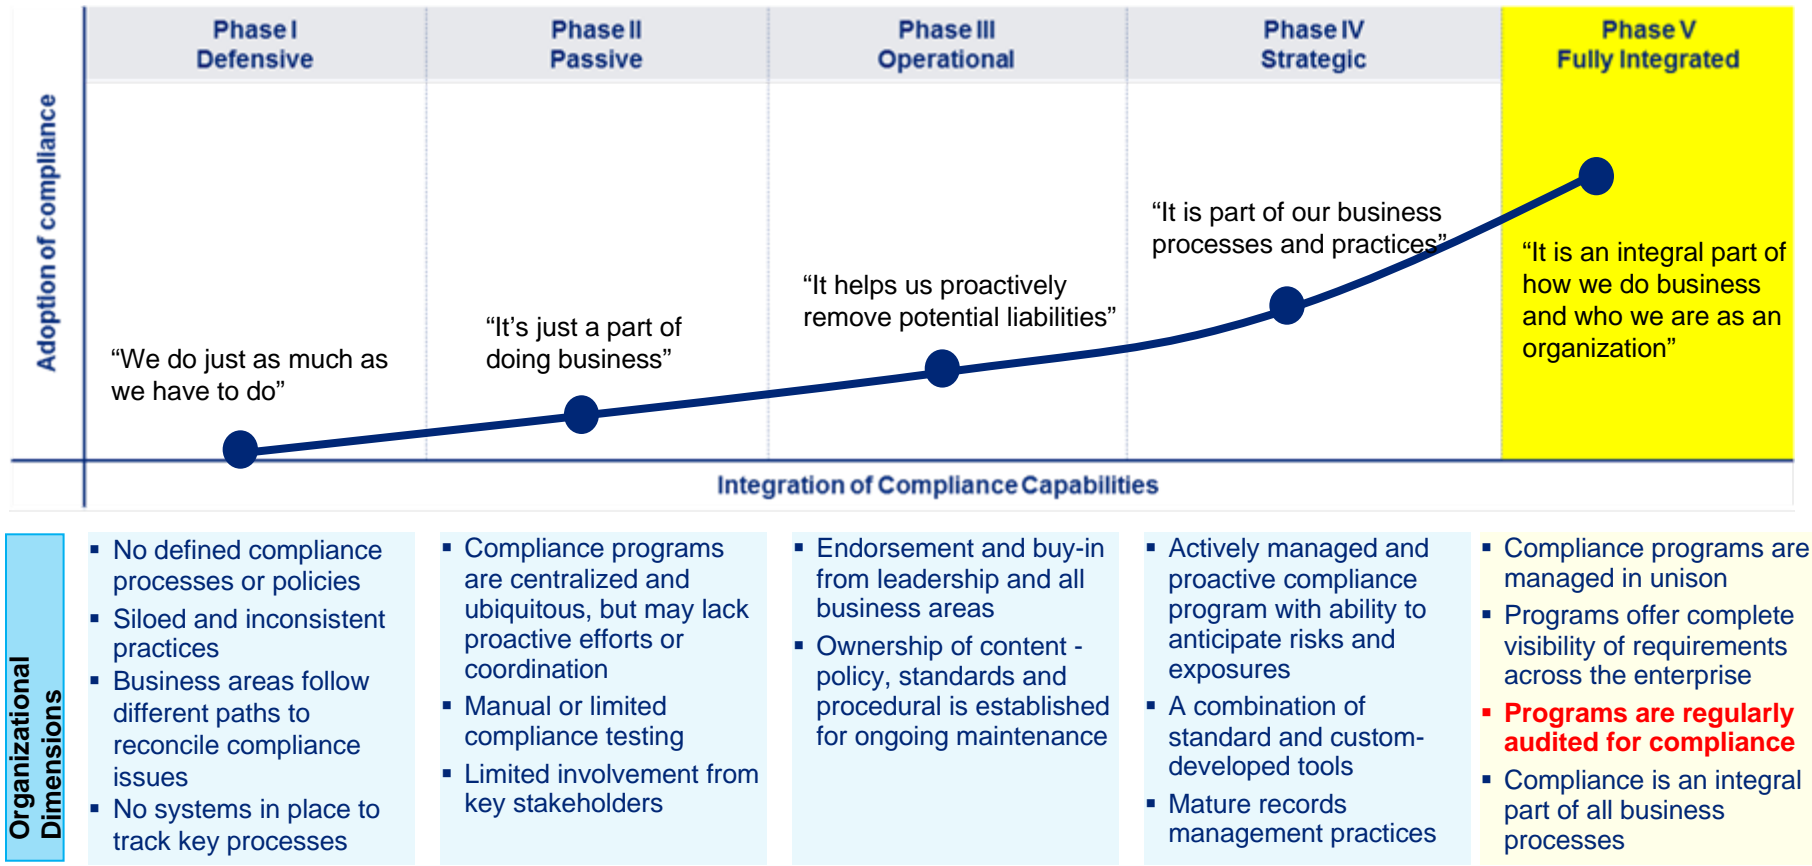 Phase I
Defensive
Phase II
Passive
Phase III
Operational
Phase IV
Strategic
Phase V
Fully Integrated
Adoption of compliance
“We do just as much as
we have to do”
“It’s just a part of
doing business”
“It helps us proactively
remove potential liabilities”
“It is part of our business
processes and practices”
“It is an integral part of
how we do business
and who we are as an
organization”
Integration of Compliance Capabilities
Organizational
Dimensions
▪ No defined compliance
processes or policies
▪ Siloed and inconsistent
practices
▪ Business areas follow
different paths to
reconcile compliance
issues
▪ No systems in place to
track key processes
▪ Compliance programs
are centralized and
ubiquitous, but may lack
proactive efforts or
coordination
▪ Manual or limited
compliance testing
▪ Limited involvement from
key stakeholders
▪ Endorsement and buy-in
from leadership and all
business areas
▪ Ownership of content -
policy, standards and
procedural is established
for ongoing maintenance
▪ Actively managed and
proactive compliance
program with ability to
anticipate risks and
exposures
▪ A combination of
standard and custom-
developed tools
▪ Mature records
management practices
▪ Compliance programs are
managed in unison
▪ Programs offer complete
visibility of requirements
across the enterprise
▪ Programs are regularly
audited for compliance
▪ Compliance is an integral
part of all business
processes